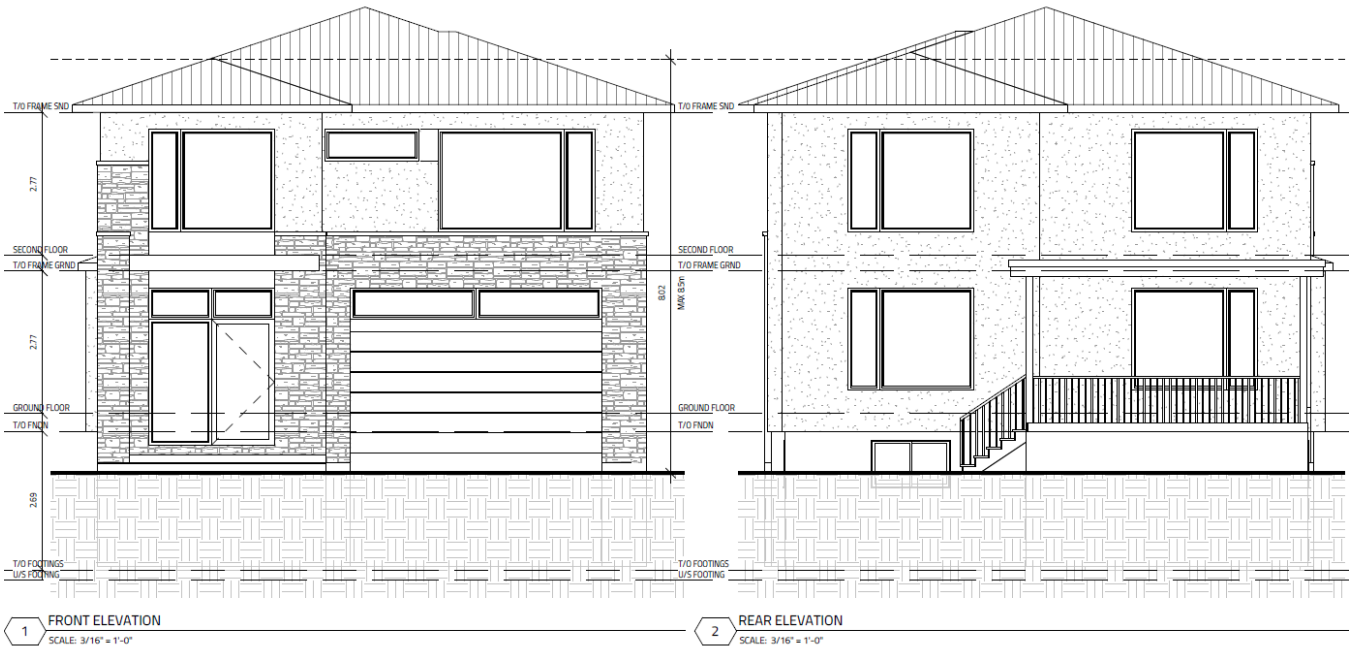 T/O FRAME SND
T/O FRAME SND
2.77
SECOND FLOOR
SECOND FLOOR
T/O FRAME GRND
T/O FRAME GRND
8.02
MAX 8.5m
2.77
GROUND FLOOR
GROUND FLOOR
T/O FNDN
T/O FNDN
2.69
T/O FOOTINGS
T/O FOOTINGS
U/S FOOTING
U/S FOOTING
1 FRONT ELEVATION
SCALE: 3/16" = 1'-0"
2 REAR ELEVATION
SCALE: 3/16" = 1'-0"